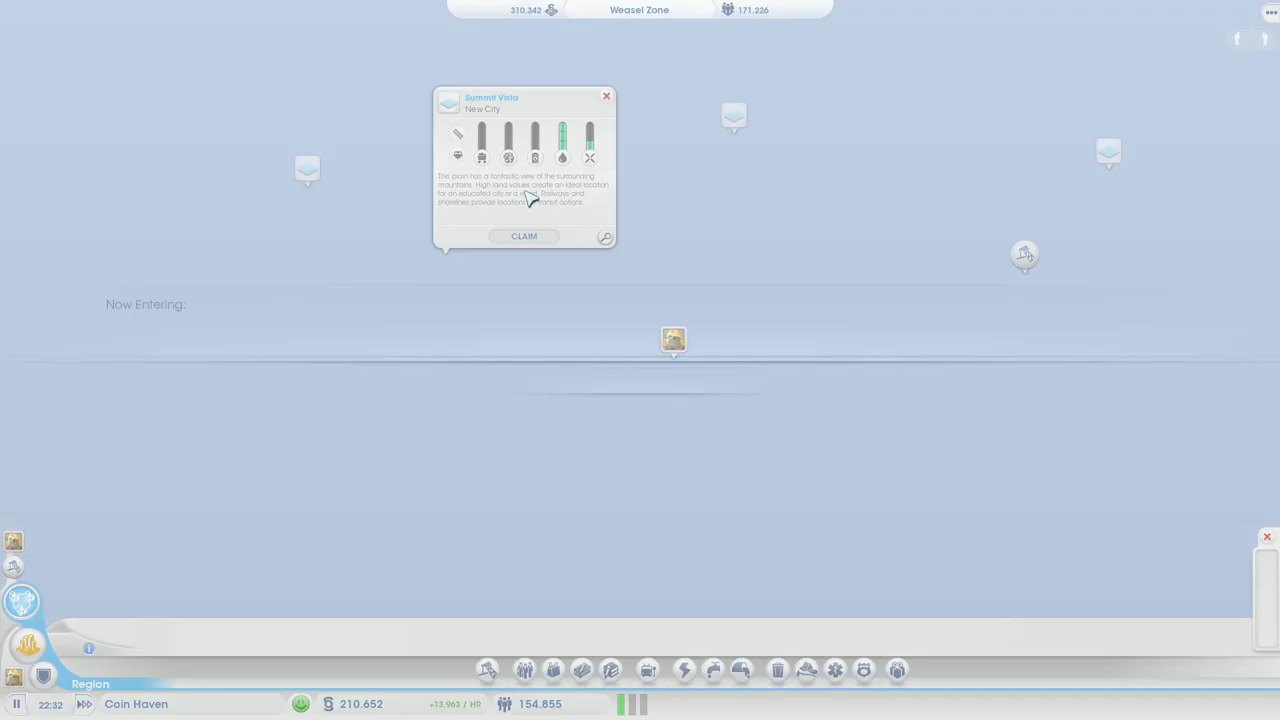 310.342
Weasel Zone
171.226
Summit Vista
New City
This plain has a fantastic view of the surrounding
mountains. High land values create an ideal location
for an educated city or a Railways and
shorelines provide locations transit options.
CLAIM
Now Entering:
Region
22:32
Coin Haven
210.652
+13.963 / HR
154.855